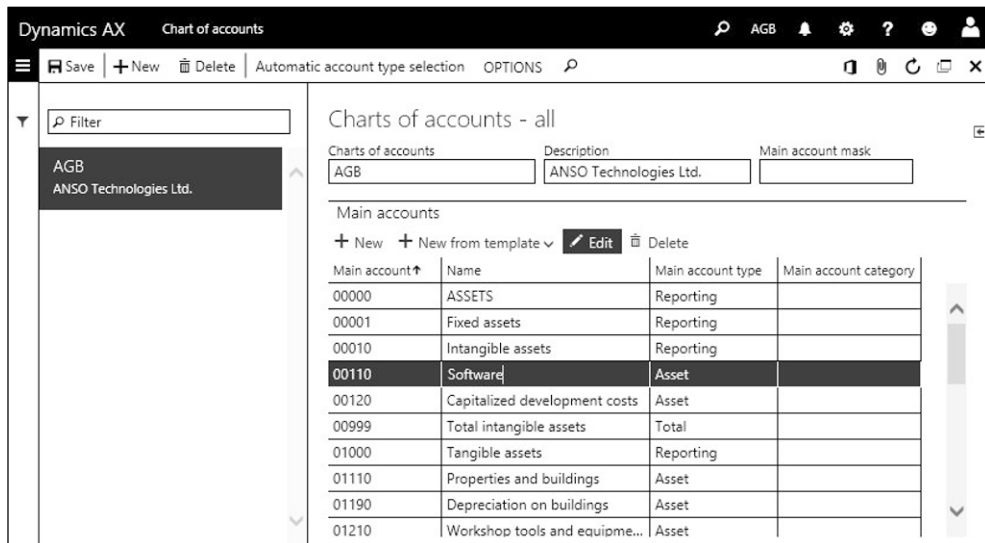 Dynamics AX Chart of accounts AGB ?
Save + New Delete Automatic account type selection OPTIONS
Filter
AGB
ANSO Technologies Ltd.
Charts of accounts - all
Charts of accounts Description Main account mask
AGB ANSO Technologies Ltd.
Main accounts
+ New + New from template Edit Delete
Main account Name Main account type Main account category
00000 ASSETS Reporting
00001 Fixed assets Reporting
00010 Intangible assets Reporting
00110 Software Asset
00120 Capitalized development costs Asset
00999 Total intangible assets Total
01000 Tangible assets Reporting
01110 Properties and buildings Asset
01190 Depreciation on buildings Asset
01210 Workshop tools and equipme... Asset